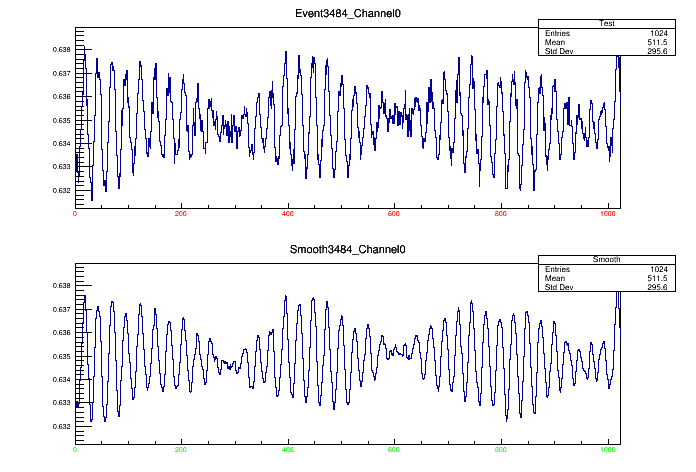 Event3484_Channel0
Test
Entries 1024
Mean 511.5
Std Dev 295.6
0.638
0.637
0.636
0.635
0.634
0.633
0.632
0 200 400 600 800 1000
Smooth3484_Channel0
Smooth
Entries 1024
Mean 511.5
Std Dev 295.6
0.638
0.637
0.636
0.635
0.634
0.633
0.632
0 200 400 600 800 1000